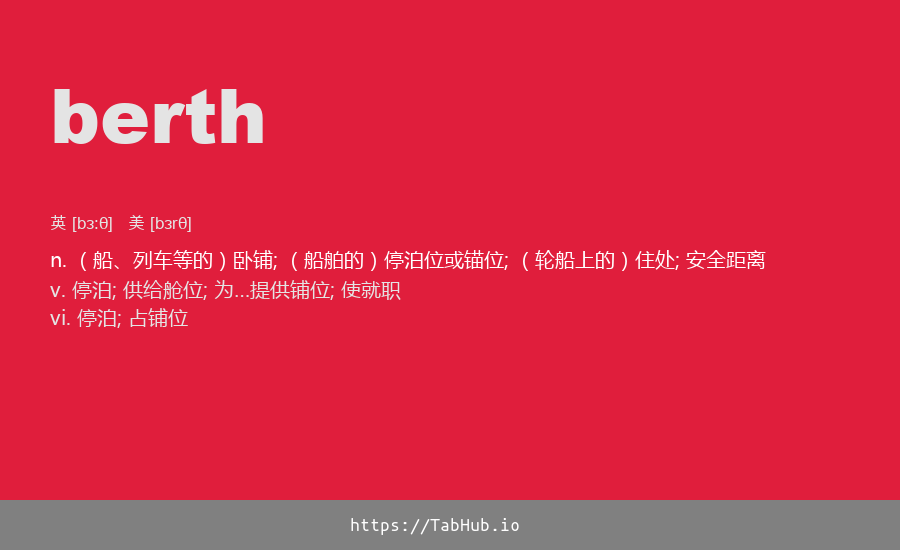 berth
英 [bɜːθ] 美 [bɜrθ]
n. （船、列车等的）卧铺; （船舶的）停泊位或锚位; （轮船上的）住处; 安全距离
v. 停泊; 供给舱位; 为...提供铺位; 使就职
vi. 停泊; 占铺位
https://TabHub.io